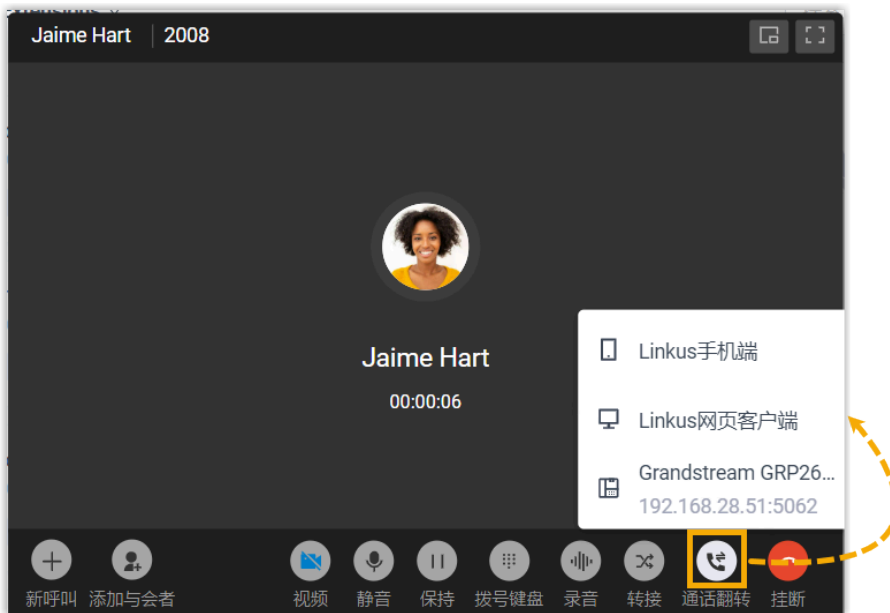 Jaime Hart 2008
Jaime Hart
00:00:06
Linkus手机端
Linkus网页客户端
Grandstream GRP26...
192.168.28.51:5062
新呼叫 添加与会者 视频 静音 保持 拨号键盘 录音 转接 通话翻转 挂断